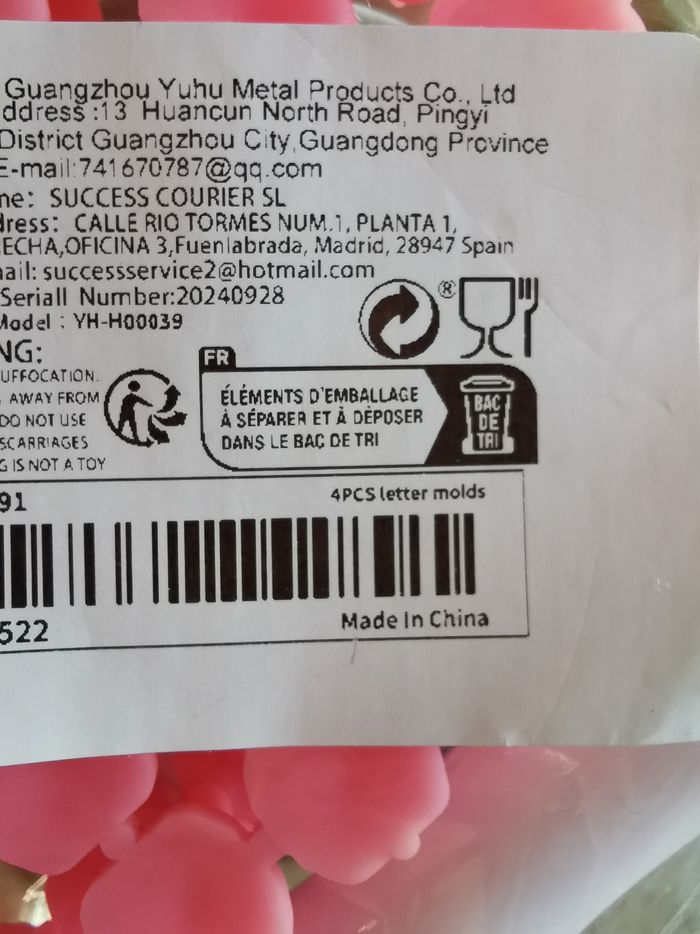 Guangzhou Yuhu Metal Products Co., Ltd
ddress :13 Huancun North Road, Pingyi
District Guangzhou City,Guangdong Province
E-mail:741670787@qq.com
me: SUCCESS COURIER SL
dress: CALLE RIO TORMES NUM.1, PLANTA 1,
ECHA,OFICINA 3,Fuenlabrada, Madrid, 28947 Spain
mail: successservice2@hotmail.com
Seriall Number:20240928
Model : YH-H00039
®
NG:
UFFOCATION.
AWAY FROM
DO NOT USE
SCARRIAGES
G IS NOT A TOY
FR
ÉLÉMENTS D'EMBALLAGE
À SÉPARER ET À DÉPOSER
DANS LE BAC DE TRI
BAC
DE
TRI
91
4PCS letter molds
522
Made In China